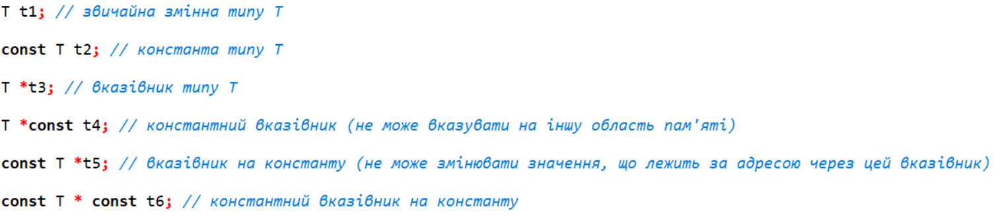 T t1; // звичайна змінна типу T
const T t2; // константа типу T
T *t3; // вказівник типу T
T *const t4; // константний вказівник (не може вказувати на іншу область пам'яті)
const T *t5; // вказівник на константу (не може змінювати значення, що лежить за адресою через цей вказівник)
const T * const t6; // константний вказівник на константу